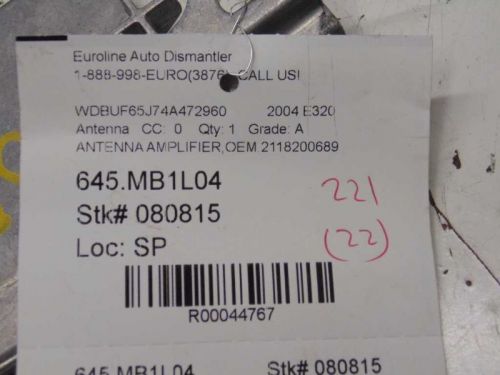 Euroline Auto Dismantler
1-888-998-EURO(3876) CALL US!
WDBUF65J74A472960 2004 E320
Antenna CC: 0 Qty: 1 Grade: A
ANTENNA AMPLIFIER,OEM 2118200689
645.MB1L04
Stk# 080815
Loc: SP
221
(22)
R00044767
645.MB1L04 Stk# 080815